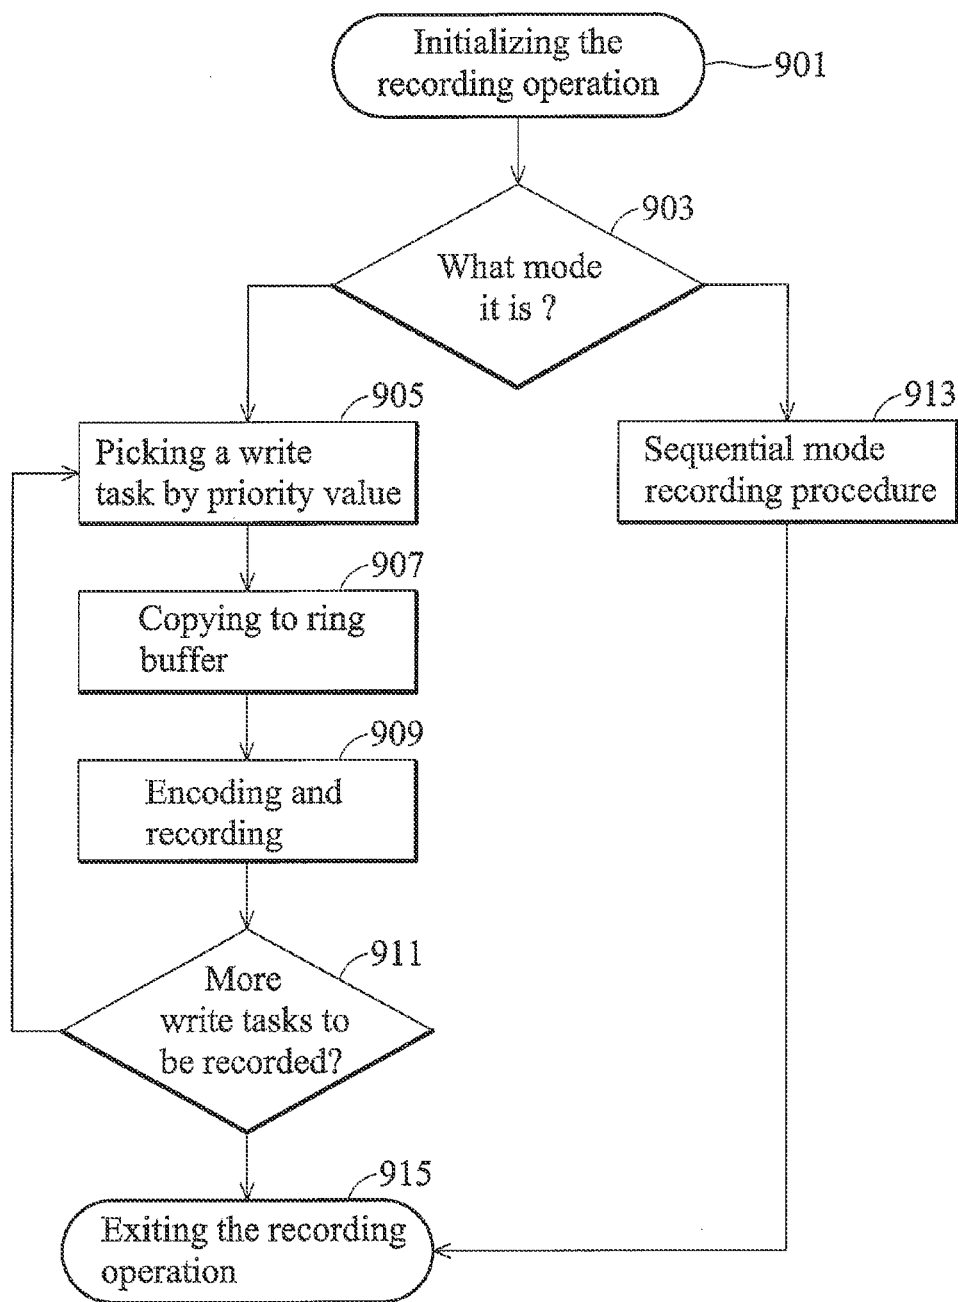 Initializing the
recording operation
901
903
What mode
it is ?
905
Picking a write
task by priority value
913
Sequential mode
recording procedure
907
Copying to ring
buffer
909
Encoding and
recording
911
More
write tasks to
be recorded?
915
Exiting the recording
operation